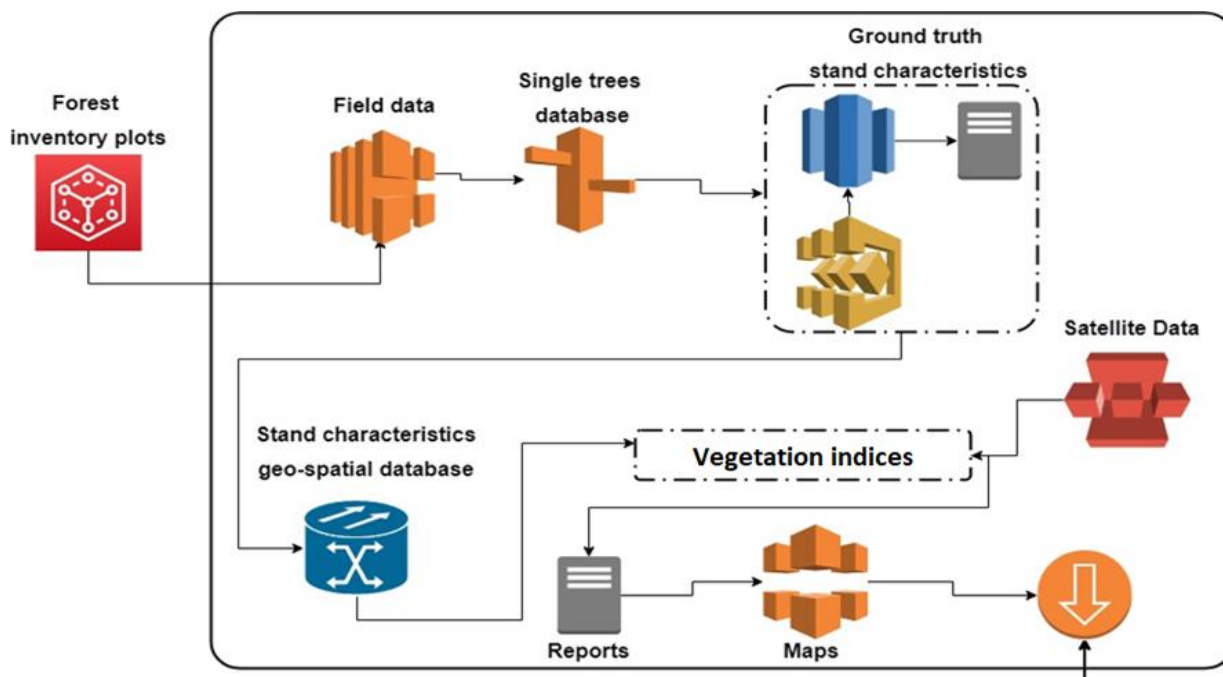 Forest
inventory plots
Field data
Single trees
database
Ground truth
stand characteristics
Satellite Data
Stand characteristics
geo-spatial database
Vegetation indices
Reports
Maps